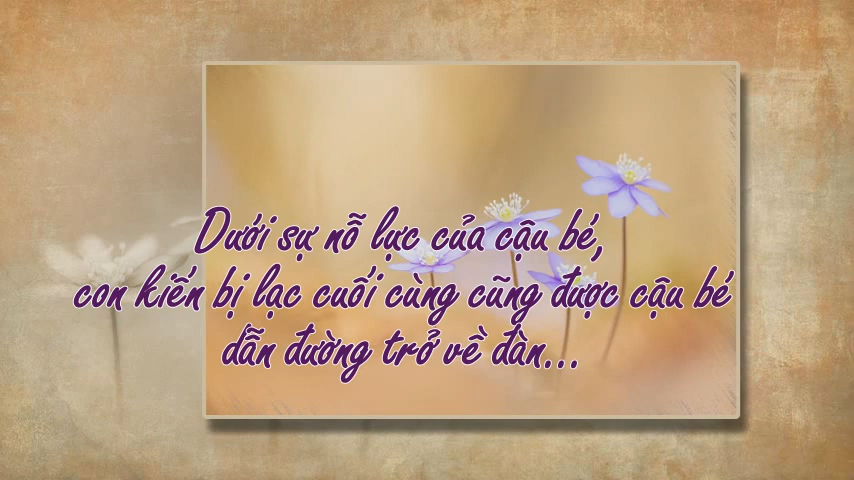 Dưới sự nỗ lực của cậu bé,
con kiến bị lạc cuối cùng cũng được cậu bé
dẫn đường trở về đàn...